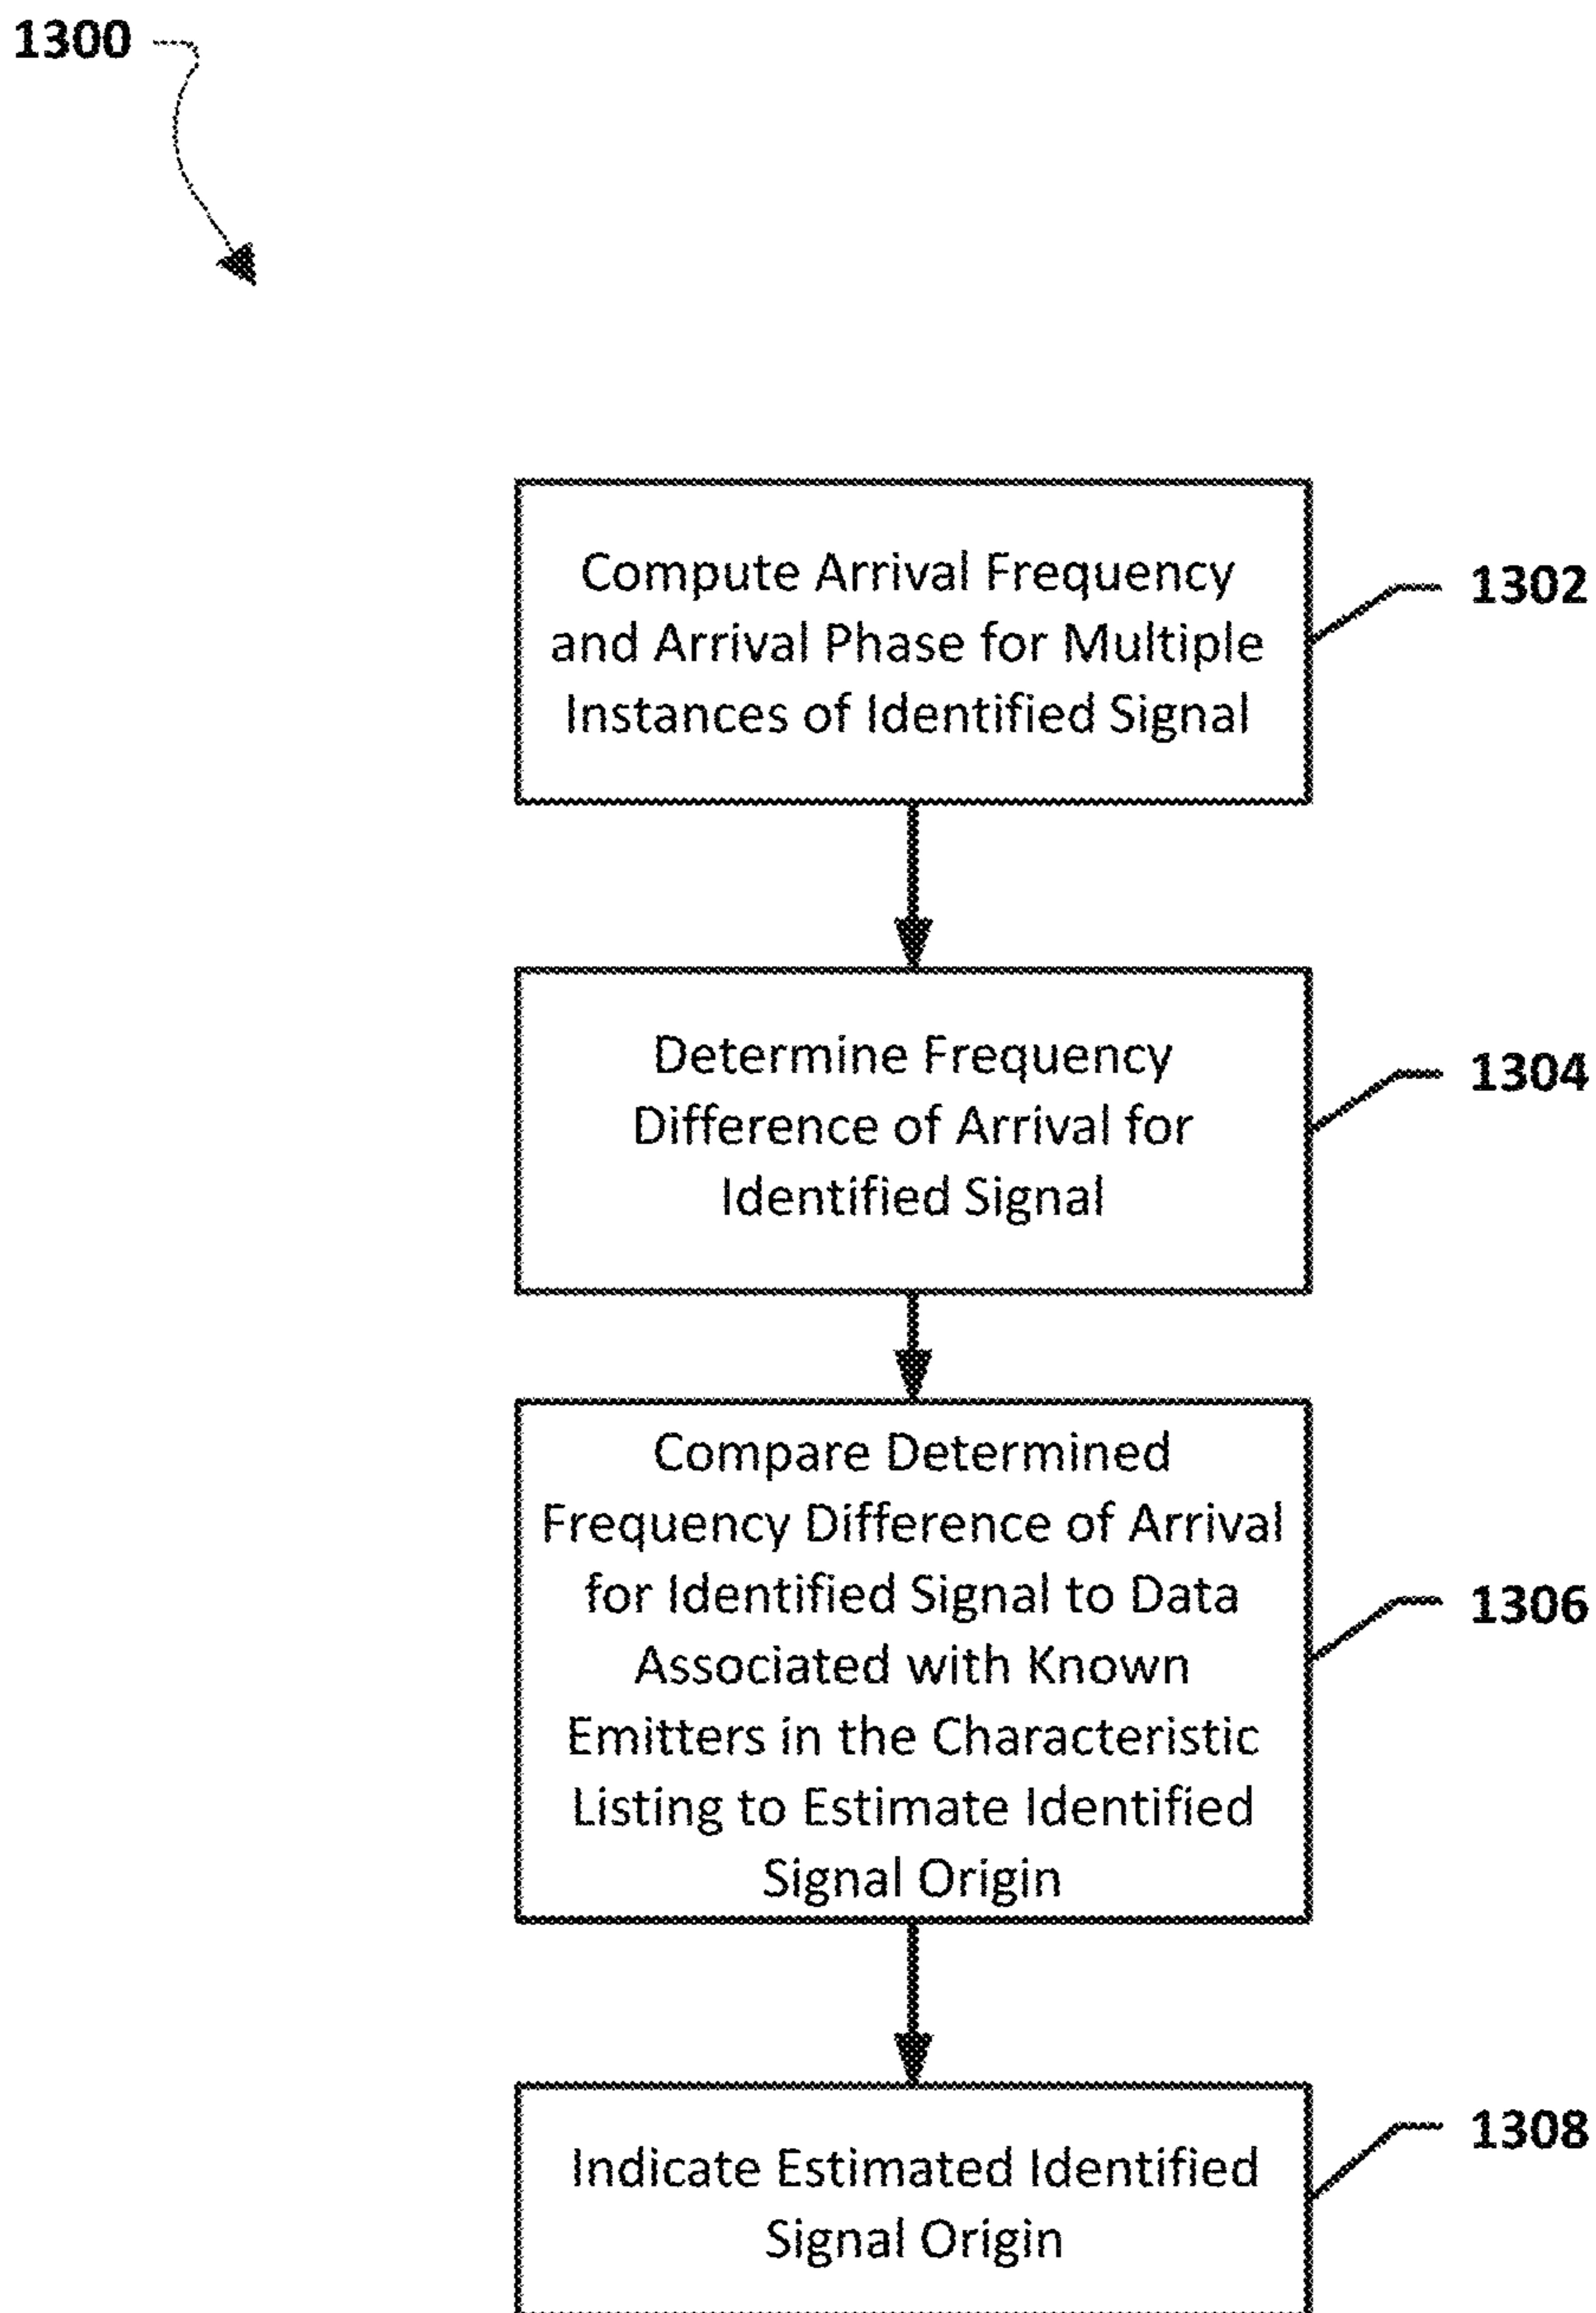 1300
Compute Arrival Frequency
and Arrival Phase for Multiple
Instances of Identified Signal
1302
Determine Frequency
Difference of Arrival for
Identified Signal
1304
Compare Determined
Frequency Difference of Arrival
for Identified Signal to Data
Associated with Known
Emitters in the Characteristic
Listing to Estimate Identified
Signal Origin
1306
Indicate Estimated Identified
Signal Origin
1308